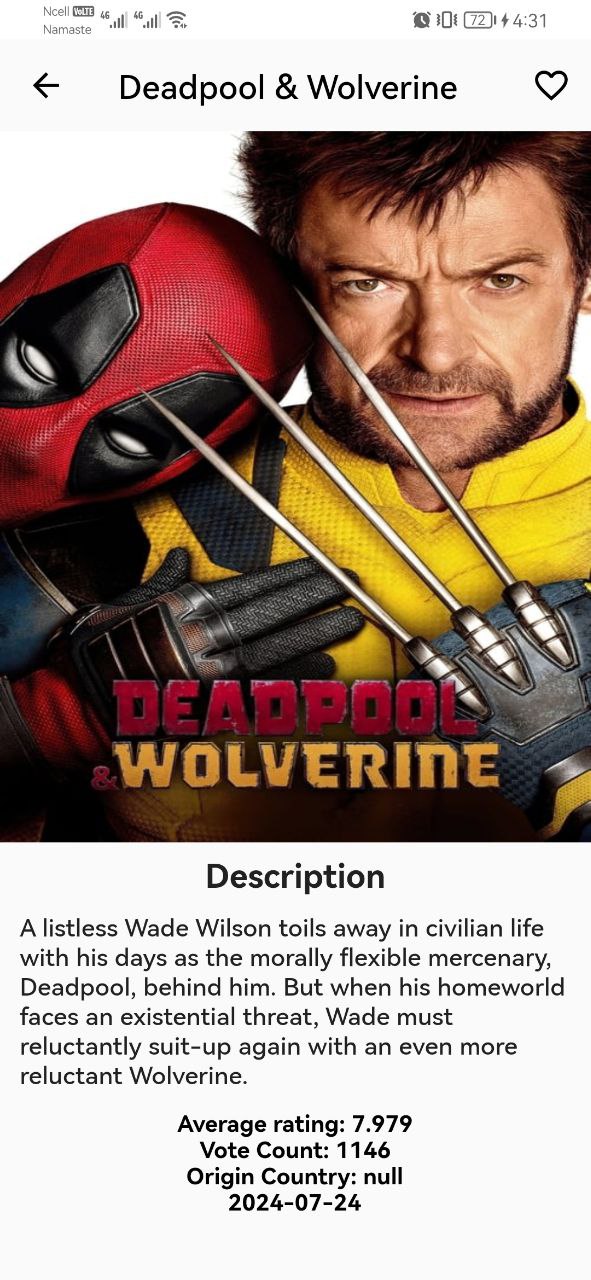 Ncell VoLTE 4G 4G 72 4:31
Namaste
Deadpool & Wolverine
DEADPOOL
&WOLVERINE
Description
A listless Wade Wilson toils away in civilian life
with his days as the morally flexible mercenary,
Deadpool, behind him. But when his homeworld
faces an existential threat, Wade must
reluctantly suit-up again with an even more
reluctant Wolverine.
Average rating: 7.979
Vote Count: 1146
Origin Country: null
2024-07-24